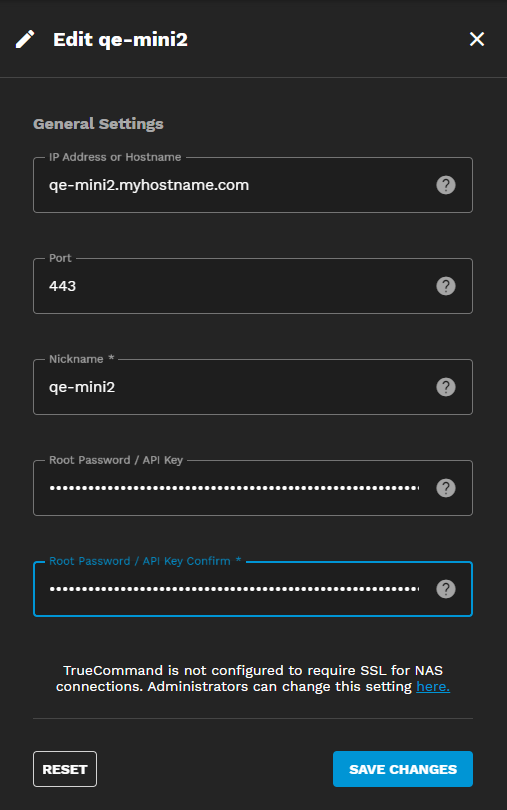 Edit qe-mini2
General Settings
IP Address or Hostname
qe-mini2.myhostname.com
Port
443
Nickname *
qe-mini2
Root Password / API Key
Root Password / API Key Confirm *
TrueCommand is not configured to require SSL for NAS
connections. Administrators can change this setting here.
RESET
SAVE CHANGES